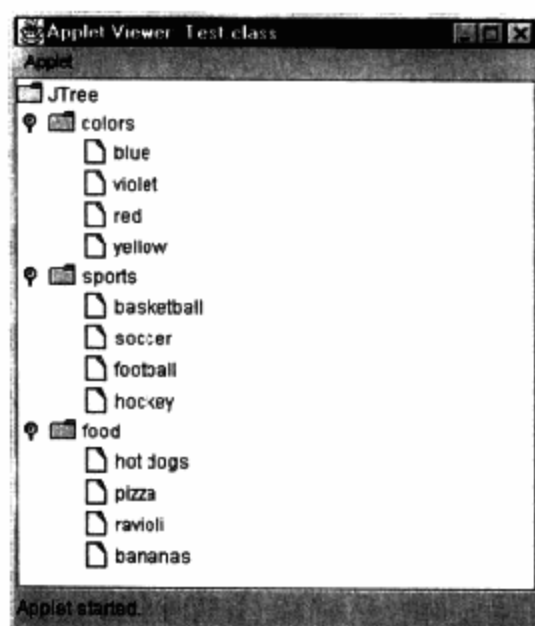 Applet Viewer: Test.class
Applet
JTree
colors
blue
violet
red
yellow
sports
basketball
soccer
football
hockey
food
hot dogs
pizza
ravioli
bananas
Applet started.